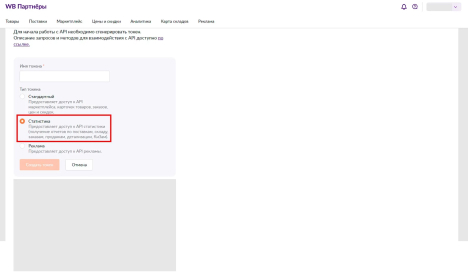 WB Партнёры
Товары Поставки Маркетплейс Цены и скидки Аналитика Карта складов Реклама
Для начала работы с API необходимо сгенерировать токен.
Описание запросов и методов для взаимодействия с API доступно по
ссылке.
Имя токена *
Тип токена
Стандартный
Предоставляет доступ к API
маркетплейса, карточек товаров, заказов,
цен и скидок
Статистика
Предоставляет доступ к API статистики
(получение отчетов по поставкам, складу,
заказам, продажам, детализация,
Реклама
Предоставляет доступ к API рекламы.
Создать токен Отмена